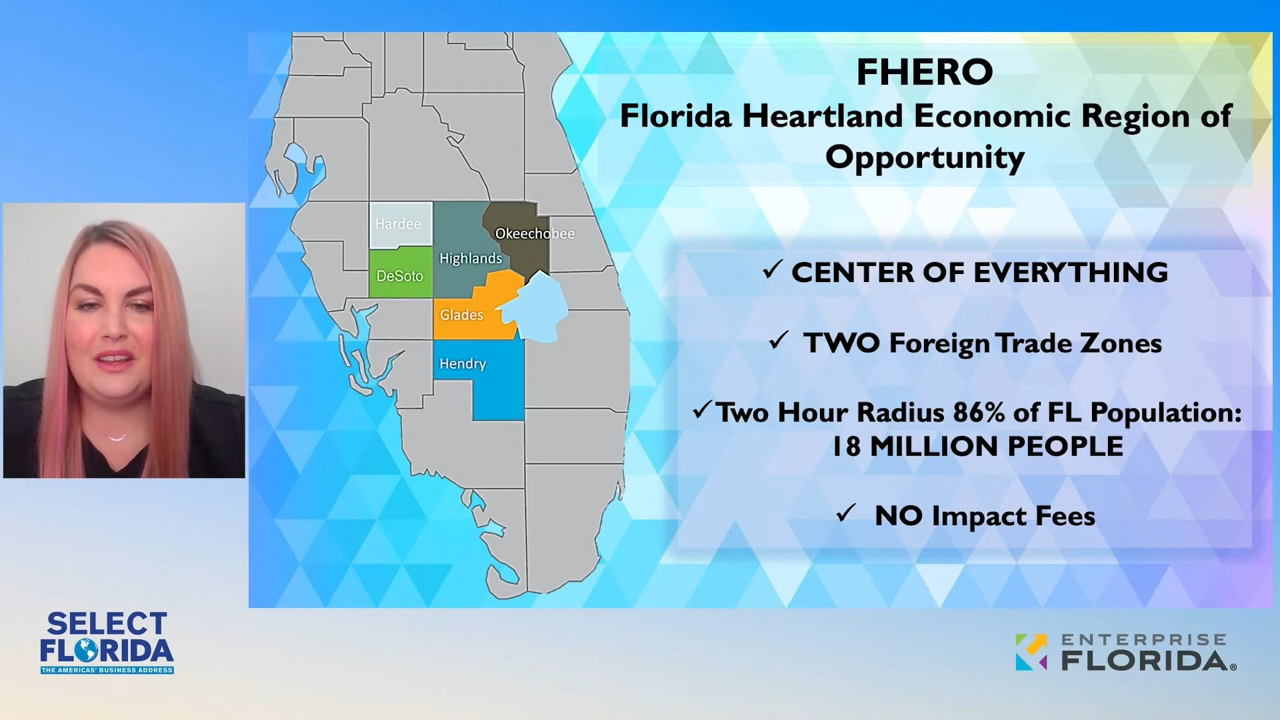 FHERO
Florida Heartland Economic Region of
Opportunity
Hardee
Okeechobee
Highlands
DeSoto
Glades
Hendry
✓ CENTER OF EVERYTHING
✓ TWO Foreign Trade Zones
✓ Two Hour Radius 86% of FL Population:
18 MILLION PEOPLE
✓ NO Impact Fees
SELECT
FLORIDA
THE AMERICAS' BUSINESS ADDRESS
ENTERPRISE
FLORIDA®